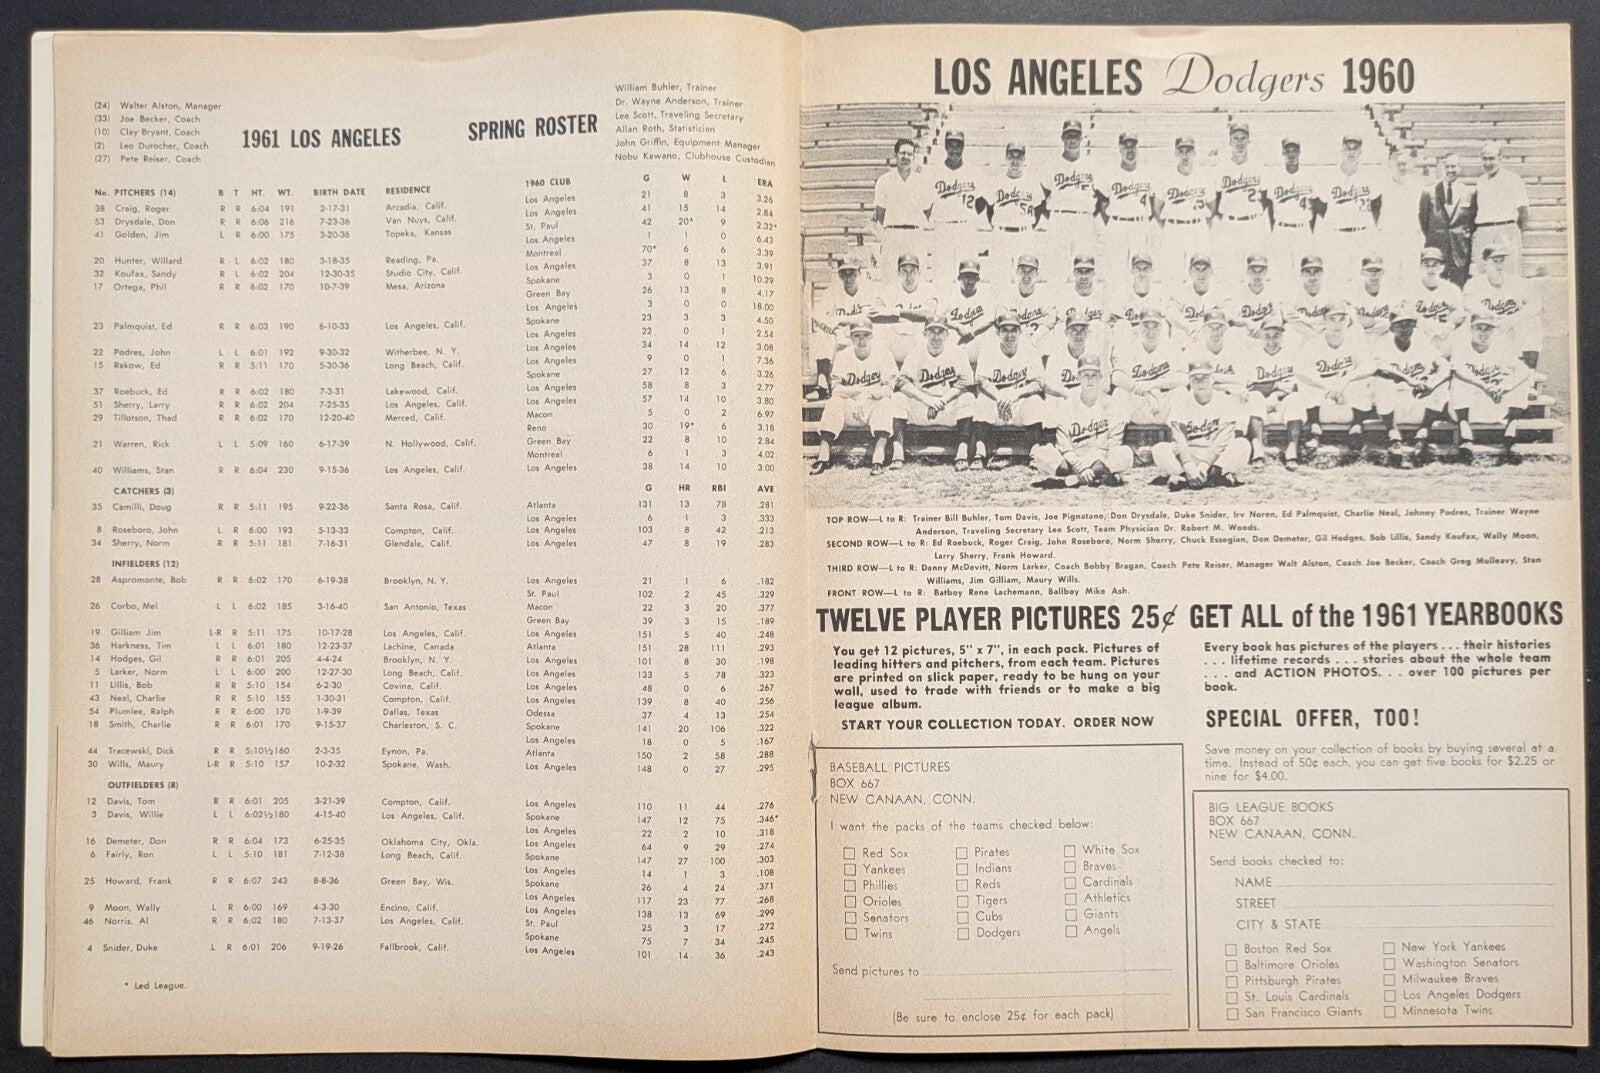 (24) Walter Alston, Manager
(33) Joe Becker, Coach
(10) Clay Bryant, Coach
(2) Leo Durocher, Coach
(27) Pete Reiser, Coach
1961 LOS ANGELES SPRING ROSTER
William Buhler, Trainer
Dr. Wayne Anderson, Trainer
Lee Scott, Traveling Secretary
Allan Roth, Statistician
John Griffin, Equipment Manager
Nobu Kawano, Clubhouse Custodian
No. PITCHERS (14) B T HT. WT. BIRTH DATE RESIDENCE 1960 CLUB G W L ERA
38 Craig, Roger R R 6:04 191 2-17-31 Arcadia, Calif. Los Angeles 21 8 3 3.26
53 Drysdale, Don R R 6:06 216 7-23-36 Van Nuys, Calif. Los Angeles 41 15 14 2.84
41 Golden, Jim L R 6:00 175 3-20-36 Topeka, Kansas St. Paul 42 20* 9 2.32*
Los Angeles 1 1 0 6.43
20 Hunter, Willard R L 6:02 180 3-18-35 Reading, Pa. Montreal 70* 6 6 3.39
32 Koufax, Sandy R L 6:02 204 12-30-35 Studio City, Calif. Los Angeles 37 8 13 3.91
17 Ortega, Phil R R 6:02 170 10-7-39 Mesa, Arizona Spokane 3 0 1 10.29
Green Bay 26 13 8 4.17
Los Angeles 3 0 0 18.00
23 Palmquist, Ed R R 6:03 190 6-10-33 Los Angeles, Calif. Spokane 23 3 3 4.50
Los Angeles 22 0 1 2.54
22 Podres, John L L 6:01 192 9-30-32 Witherbee, N. Y. Los Angeles 34 14 12 3.08
15 Rakow, Ed R R 5:11 170 5-30-36 Long Beach, Calif. Los Angeles 9 0 1 7.36
Spokane 27 12 6 3.26
37 Roebuck, Ed R R 6:02 180 7-3-31 Lakewood, Calif. Los Angeles 58 8 3 2.77
51 Sherry, Larry R R 6:02 204 7-25-35 Los Angeles, Calif. Los Angeles 57 14 10 3.80
29 Tillotson, Thad R R 6:02 170 12-20-40 Merced, Calif. Macon 5 0 2 6.97
Reno 30 19* 6 3.18
21 Warren, Rick L L 5:09 160 6-17-39 N. Hollywood, Calif. Green Bay 22 8 10 2.84
Montreal 6 1 3 4.02
40 Williams, Stan R R 6:04 230 9-15-36 Los Angeles, Calif. Los Angeles 38 14 10 3.00
CATCHERS (3) G HR RBI AVE
35 Camilli, Doug R R 5:11 195 9-22-36 Santa Rosa, Calif. Atlanta 131 13 78 .281
Los Angeles 6 1 3 .333
8 Roseboro, John L R 6:00 193 5-13-33 Compton, Calif. Los Angeles 103 8 42 .213
34 Sherry, Norm R R 5:11 181 7-16-31 Glendale, Calif. Los Angeles 47 8 19 .283
INFIELDERS (12)
28 Aspromonte, Bob R R 6:02 170 6-19-38 Brooklyn, N. Y. Los Angeles 21 1 6 .182
St. Paul 102 2 45 .329
26 Corbo, Mel L L 6:02 185 3-16-40 San Antonio, Texas Macon 22 3 20 .377
Green Bay 39 3 15 .189
19 Gilliam Jim L-R R 5:11 175 10-17-28 Los Angeles, Calif. Los Angeles 151 5 40 .248
36 Harkness, Tim L L 6:01 180 12-23-37 Lachine, Canada Atlanta 151 28 111 .293
14 Hodges, Gil R R 6:01 205 4-4-24 Brooklyn, N. Y. Los Angeles 101 8 30 .198
5 Larker, Norm L L 6:00 200 12-27-30 Long Beach, Calif. Los Angeles 133 5 78 .323
11 Lillis, Bob R R 5:10 154 6-2-30 Covina, Calif. Los Angeles 48 0 6 .267
43 Neal, Charlie R R 5:10 155 1-30-31 Compton, Calif. Los Angeles 139 8 40 .256
54 Plumlee, Ralph R R 6:00 170 1-9-39 Dallas, Texas Odessa 37 4 13 .254
18 Smith, Charlie R R 6:01 170 9-15-37 Charleston, S. C. Spokane 141 20 106 .322
Los Angeles 18 0 5 .167
44 Tracewski, Dick R R 5:10½ 160 2-3-35 Eynon, Pa. Atlanta 150 2 58 .288
30 Wills, Maury L-R R 5:10 157 10-2-32 Spokane, Wash. Los Angeles 148 0 27 .295
OUTFIELDERS (8)
12 Davis, Tom R R 6:01 205 3-21-39 Compton, Calif. Los Angeles 110 11 44 .276
3 Davis, Willie L L 6:02½ 180 4-15-40 Los Angeles, Calif. Spokane 147 12 75 .346*
Los Angeles 22 2 10 .318
16 Demeter, Don R R 6:04 173 6-25-35 Oklahoma City, Okla. Los Angeles 64 9 29 .274
6 Fairly, Ron L L 5:10 181 7-12-38 Long Beach, Calif. Spokane 147 27 100 .303
Los Angeles 14 1 3 .108
25 Howard, Frank R R 6:07 243 8-8-36 Green Bay, Wis. Spokane 26 4 24 .371
Los Angeles 117 23 77 .268
9 Moon, Wally L R 6:00 169 4-3-30 Encino, Calif. Los Angeles 138 13 69 .299
46 Norris, Al R R 6:02 180 7-13-37 Los Angeles, Calif. St. Paul 25 3 17 .272
Spokane 75 7 34 .245
4 Snider, Duke L R 6:01 206 9-19-26 Fallbrook, Calif. Los Angeles 101 14 36 .243
* Led League.
LOS ANGELES Dodgers 1960
TOP ROW—L to R: Trainer Bill Buhler, Tom Davis, Joe Pignatano, Don Drysdale, Duke Snider, Irv Noren, Ed Palmquist, Charlie Neal, Johnny Podres, Trainer Wayne
Anderson, Traveling Secretary Lee Scott, Team Physician Dr. Robert M. Woods.
SECOND ROW—L to R: Ed Roebuck, Roger Craig, John Roseboro, Norm Sherry, Chuck Essegian, Don Demeter, Gil Hodges, Bob Lillis, Sandy Koufax, Wally Moon,
Larry Sherry, Frank Howard.
THIRD ROW—L to R: Danny McDevitt, Norm Larker, Coach Bobby Bragan, Coach Pete Reiser, Manager Walt Alston, Coach Joe Becker, Coach Greg Mulleavy, Stan
Williams, Jim Gilliam, Maury Wills.
FRONT ROW—L to R: Batboy Rene Lachemann, Ballboy Mike Ash.
TWELVE PLAYER PICTURES 25¢
You get 12 pictures, 5" x 7", in each pack. Pictures of
leading hitters and pitchers, from each team. Pictures
are printed on slick paper, ready to be hung on your
wall, used to trade with friends or to make a big
league album.
START YOUR COLLECTION TODAY. ORDER NOW
BASEBALL PICTURES
BOX 667
NEW CANAAN, CONN.
I want the packs of the teams checked below:
Red Sox Pirates White Sox
Yankees Indians Braves
Phillies Reds Cardinals
Orioles Tigers Athletics
Senators Cubs Giants
Twins Dodgers Angels
Send pictures to
(Be sure to enclose 25¢ for each pack)
GET ALL of the 1961 YEARBOOKS
Every book has pictures of the players . . . their histories
. . . lifetime records . . . stories about the whole team
. . . and ACTION PHOTOS. . . . over 100 pictures per
book.
SPECIAL OFFER, TOO!
Save money on your collection of books by buying several at a
time. Instead of 50¢ each, you can get five books for $2.25 or
nine for $4.00.
BIG LEAGUE BOOKS
BOX 667
NEW CANAAN, CONN.
Send books checked to:
NAME
STREET
CITY & STATE
Boston Red Sox New York Yankees
Baltimore Orioles Washington Senators
Pittsburgh Pirates Milwaukee Braves
St. Louis Cardinals Los Angeles Dodgers
San Francisco Giants Minnesota Twins